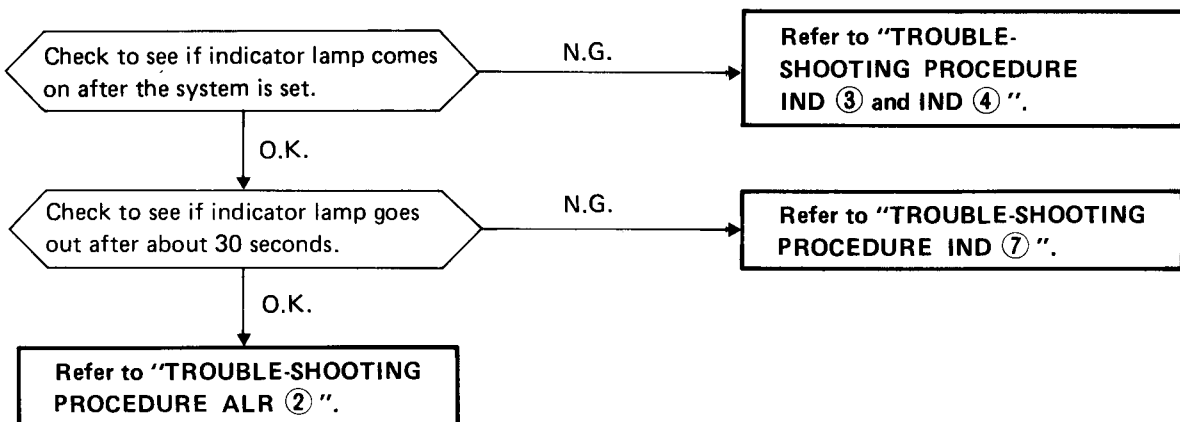 Check to see if indicator lamp comes
on after the system is set.
N.G.
Refer to "TROUBLE-
SHOOTING PROCEDURE
IND ③ and IND ④ ".
O.K.
Check to see if indicator lamp goes
out after about 30 seconds.
N.G.
Refer to "TROUBLE-SHOOTING
PROCEDURE IND ⑦ ".
O.K.
Refer to "TROUBLE-SHOOTING
PROCEDURE ALR ② ".